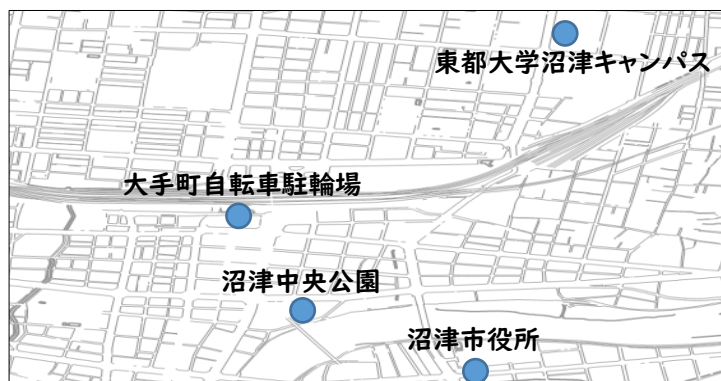 東都大学沼津キャンパス
大手町自転車駐輪場
沼津中央公園
沼津市役所